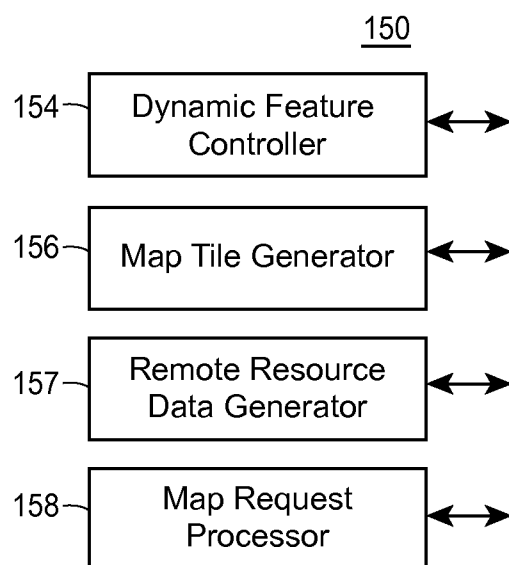 150
154
Dynamic Feature
Controller
156
Map Tile Generator
157
Remote Resource
Data Generator
158
Map Request
Processor